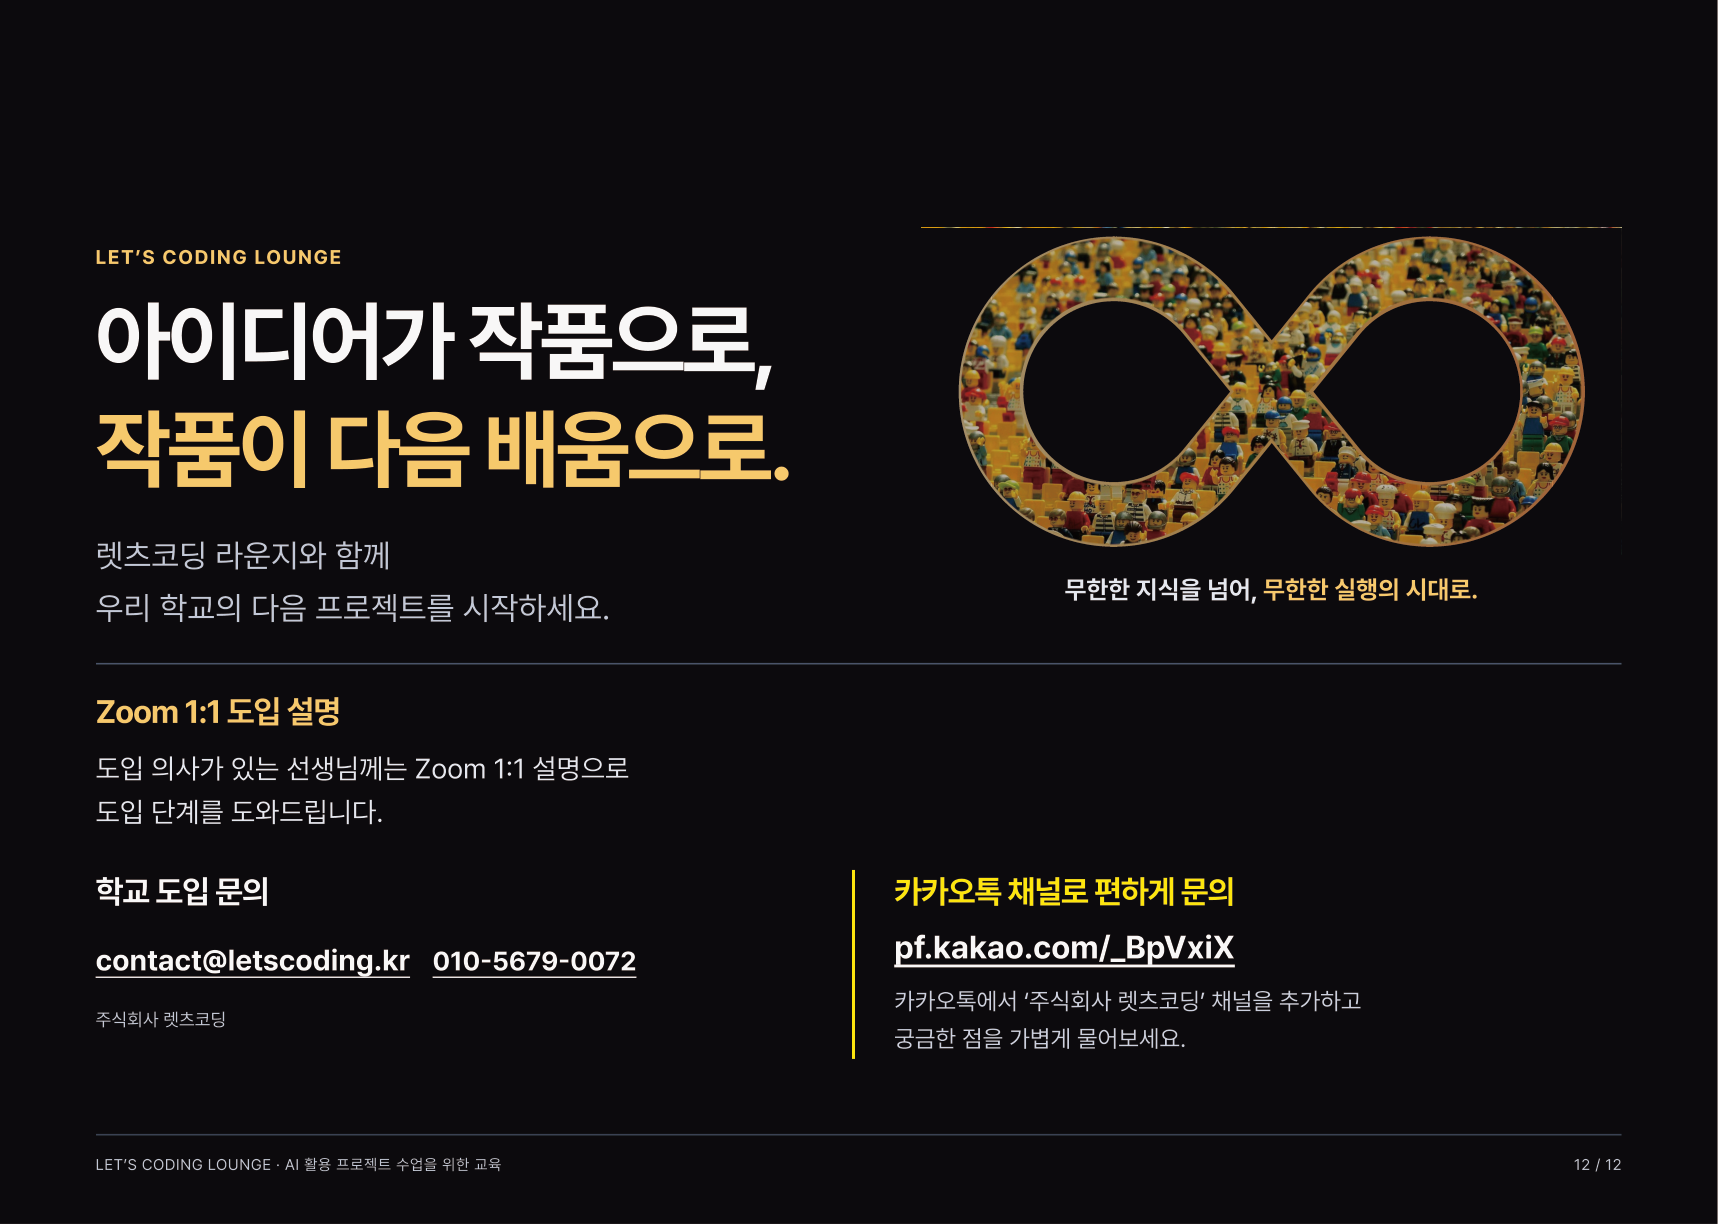 LET’S CODING LOUNGE
아이디어가 작품으로,
작품이 다음 배움으로.
렛츠코딩 라운지와 함께
우리 학교의 다음 프로젝트를 시작하세요.
무한한 지식을 넘어, 무한한 실행의 시대로.
Zoom 1:1 도입 설명
도입 의사가 있는 선생님께는 Zoom 1:1 설명으로
도입 단계를 도와드립니다.
학교 도입 문의
contact@letscoding.kr 010-5679-0072
주식회사 렛츠코딩
카카오톡 채널로 편하게 문의
pf.kakao.com/_BpVxiX
카카오톡에서 ‘주식회사 렛츠코딩’ 채널을 추가하고
궁금한 점을 가볍게 물어보세요.
LET’S CODING LOUNGE · AI 활용 프로젝트 수업을 위한 교육
12 / 12